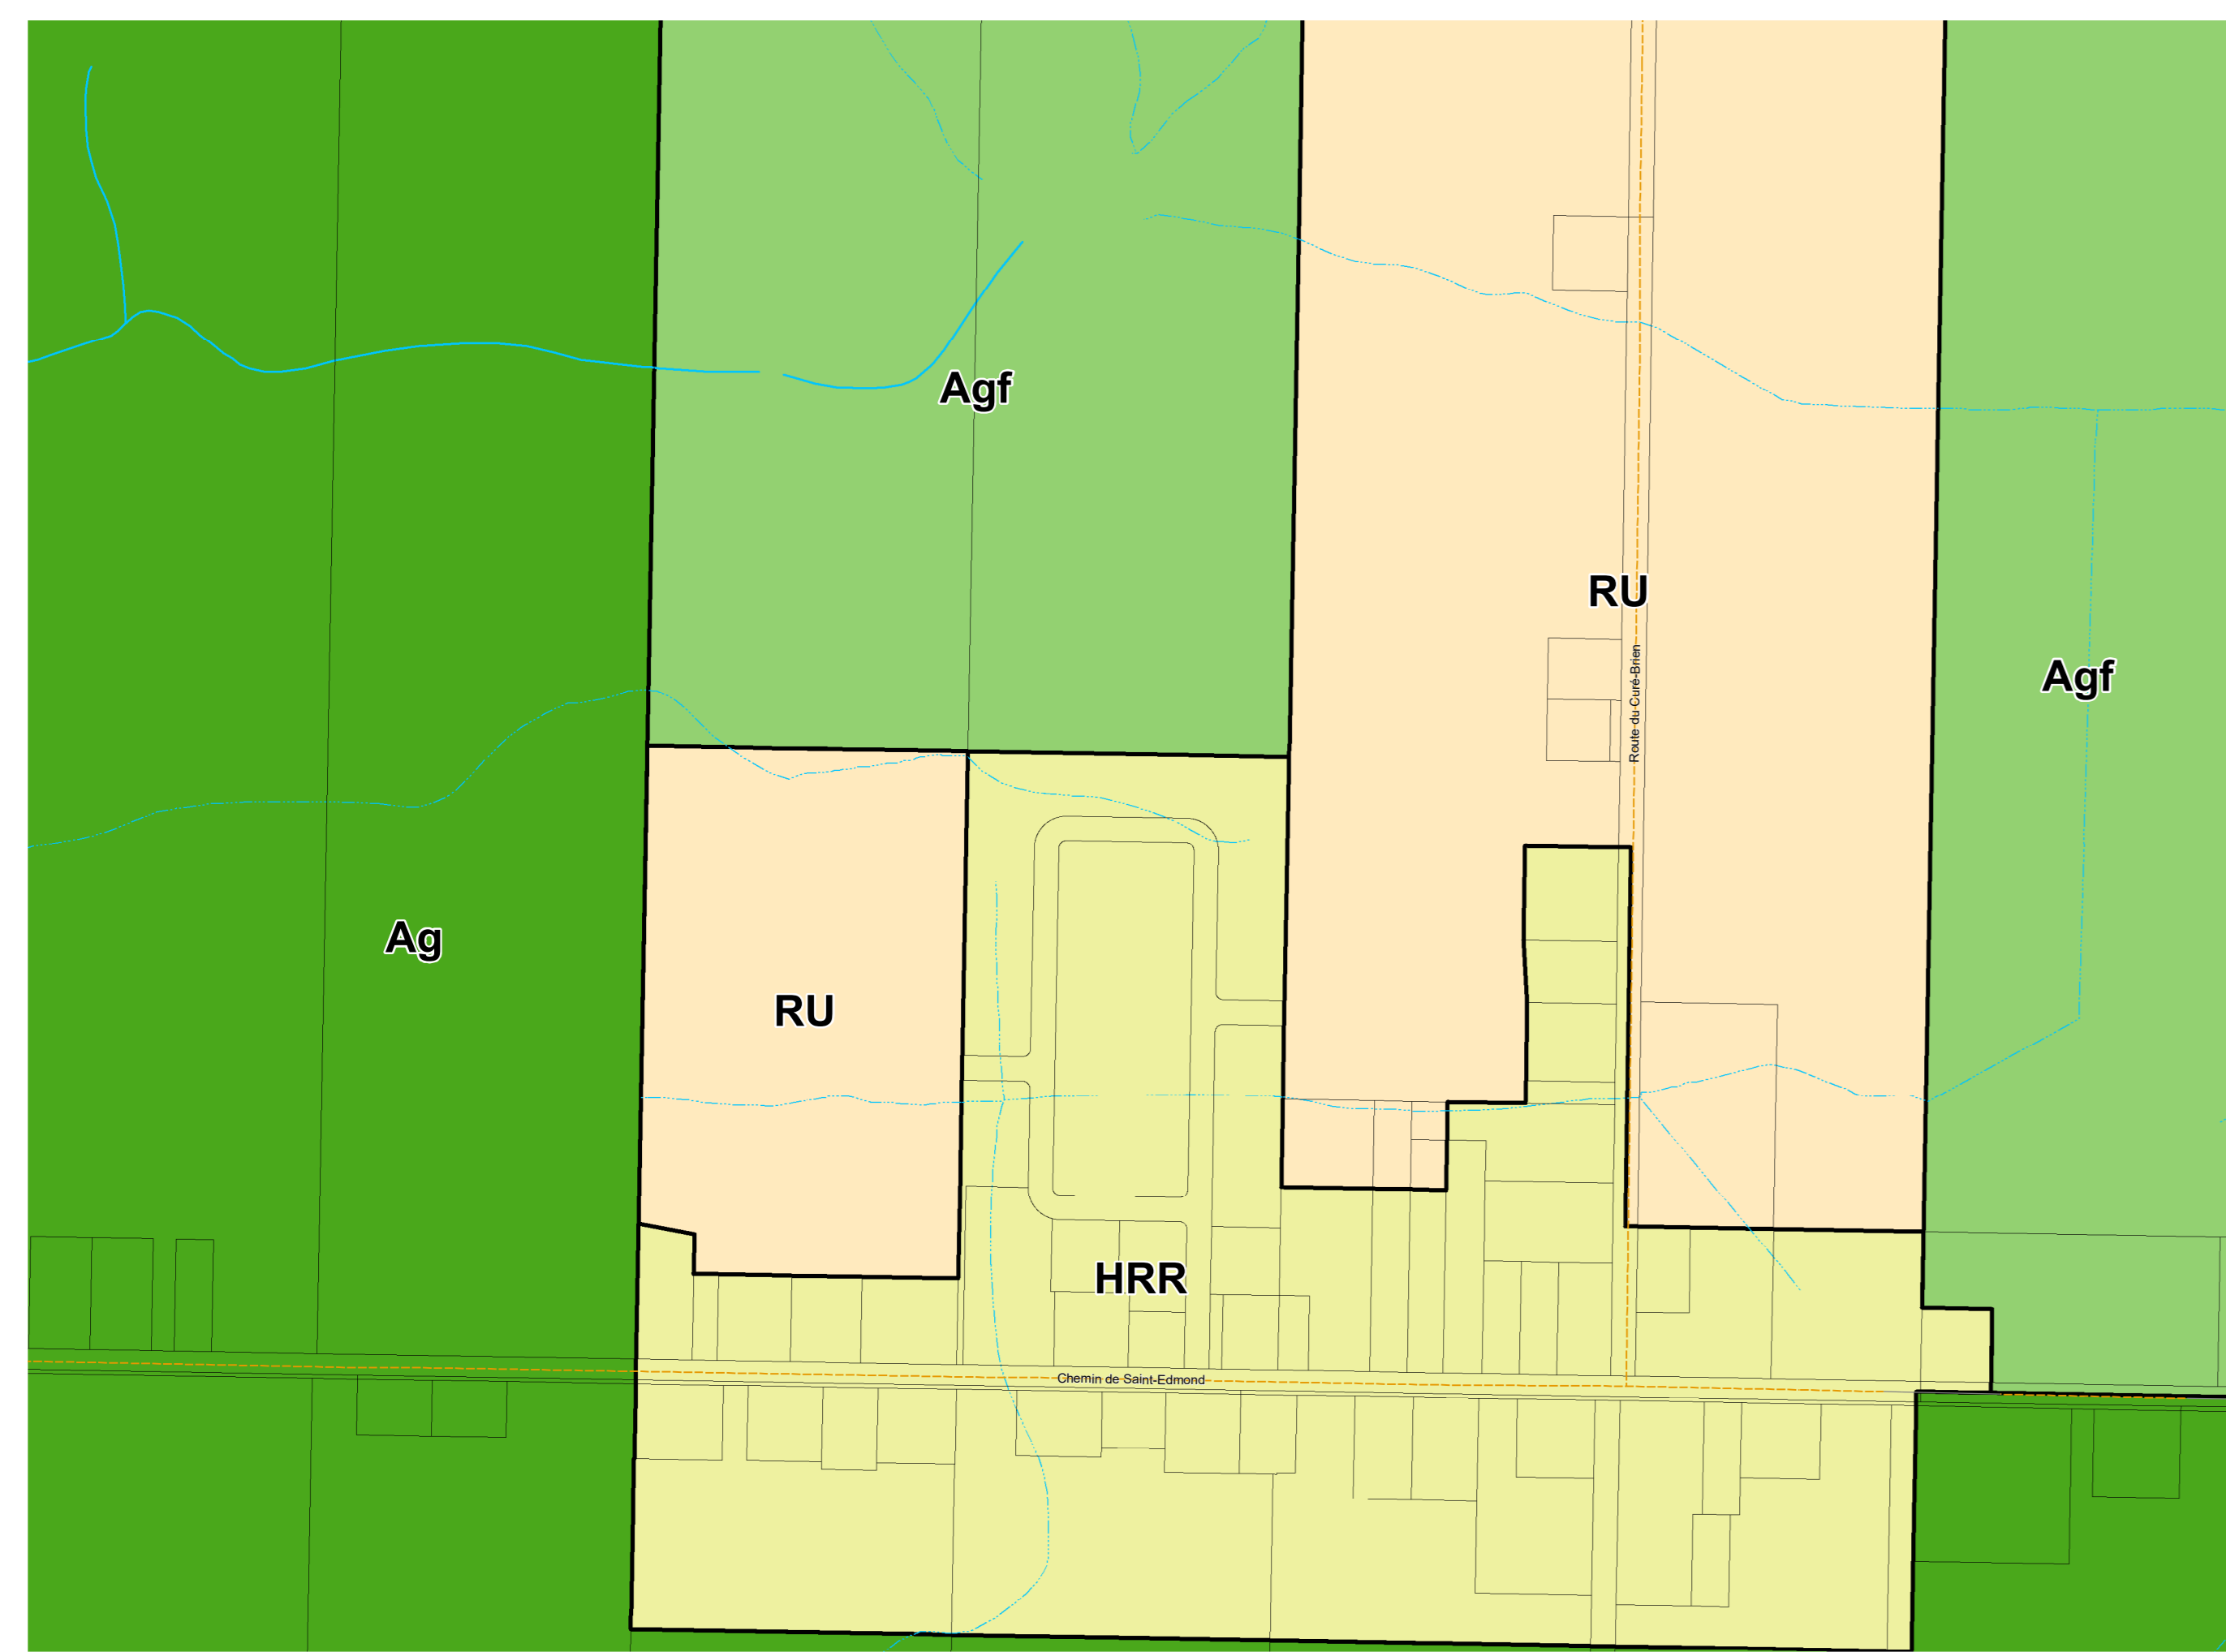 Agf
RU
Route du Curé-Brien
Agf
Ag
RU
HRR
Chemin de Saint-Edmond